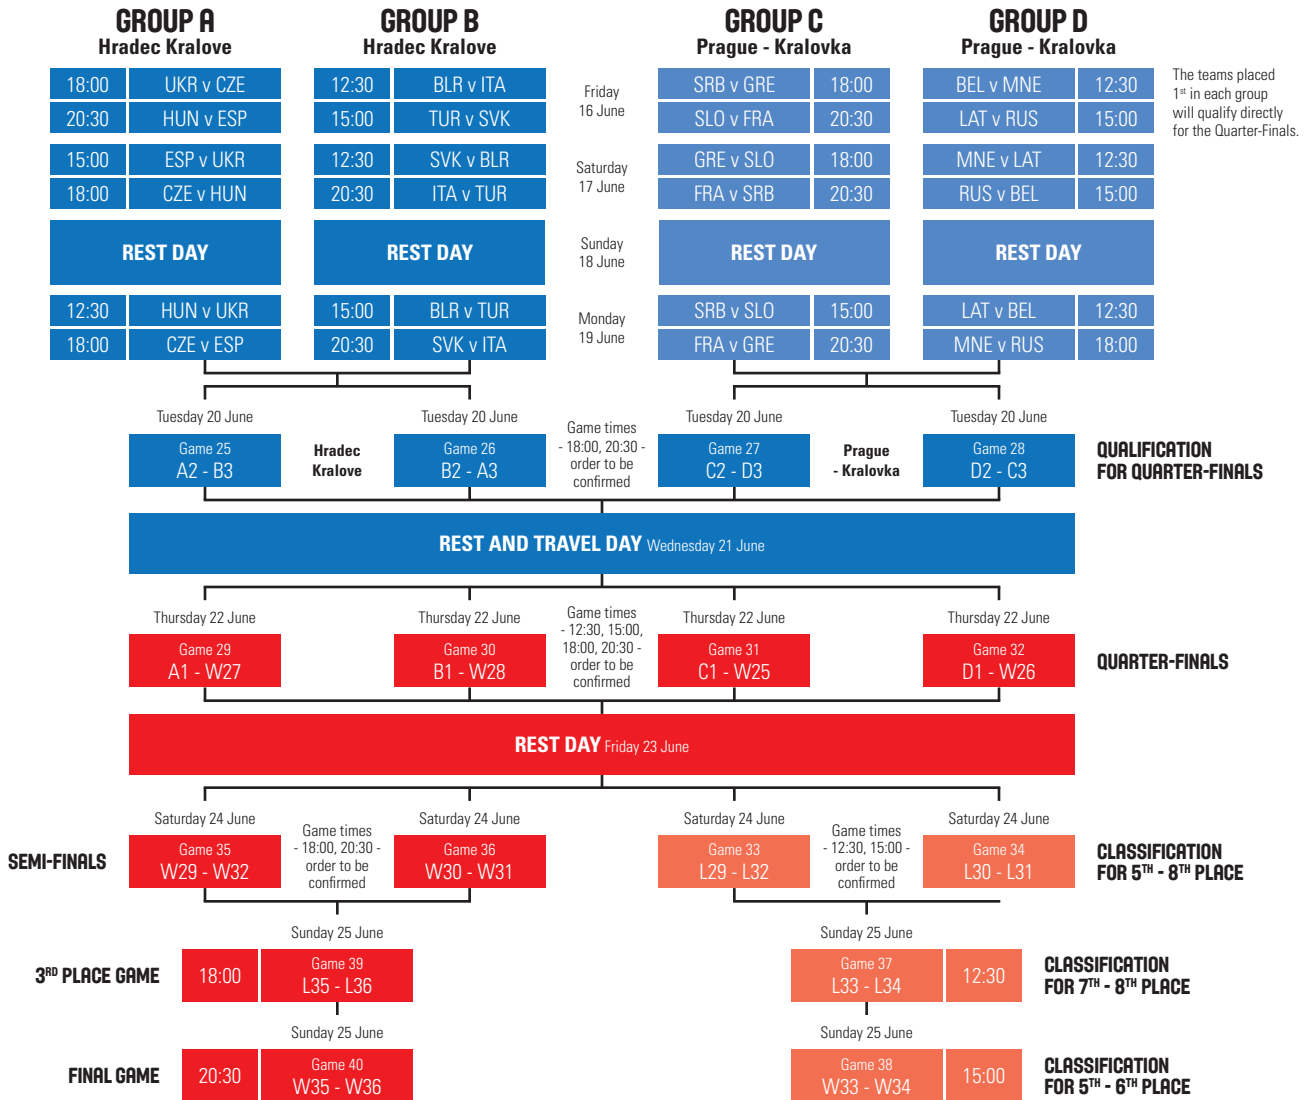 GROUP A
Hradec Kralove
GROUP B
Hradec Kralove
GROUP C
Prague - Kralovka
GROUP D
Prague - Kralovka
18:00 UKR v CZE
20:30 HUN v ESP
12:30 BLR v ITA
15:00 TUR v SVK
Friday
16 June
SRB v GRE 18:00
SLO v FRA 20:30
BEL v MNE 12:30
LAT v RUS 15:00
The teams placed
1st in each group
will qualify directly
for the Quarter-Finals.
15:00 ESP v UKR
18:00 CZE v HUN
12:30 SVK v BLR
20:30 ITA v TUR
Saturday
17 June
GRE v SLO 18:00
FRA v SRB 20:30
MNE v LAT 12:30
RUS v BEL 15:00
REST DAY
REST DAY
Sunday
18 June
REST DAY
REST DAY
12:30 HUN v UKR
18:00 CZE v ESP
15:00 BLR v TUR
20:30 SVK v ITA
Monday
19 June
SRB v SLO 15:00
FRA v GRE 20:30
LAT v BEL 12:30
MNE v RUS 18:00
Tuesday 20 June
Game 25
A2 - B3
Hradec
Kralove
Tuesday 20 June
Game 26
B2 - A3
Game times
- 18:00, 20:30 -
order to be
confirmed
Tuesday 20 June
Game 27
C2 - D3
Prague
- Kralovka
Tuesday 20 June
Game 28
D2 - C3
QUALIFICATION
FOR QUARTER-FINALS
REST AND TRAVEL DAY Wednesday 21 June
Thursday 22 June
Game 29
A1 - W27
Thursday 22 June
Game 30
B1 - W28
Game times
- 12:30, 15:00,
18:00, 20:30 -
order to be
confirmed
Thursday 22 June
Game 31
C1 - W25
Thursday 22 June
Game 32
D1 - W26
QUARTER-FINALS
REST DAY Friday 23 June
SEMI-FINALS
Saturday 24 June
Game 35
W29 - W32
Game times
- 18:00, 20:30 -
order to be
confirmed
Saturday 24 June
Game 36
W30 - W31
Saturday 24 June
Game 33
L29 - L32
Game times
- 12:30, 15:00 -
order to be
confirmed
Saturday 24 June
Game 34
L30 - L31
CLASSIFICATION
FOR 5TH - 8TH PLACE
Sunday 25 June
3RD PLACE GAME
18:00
Game 39
L35 - L36
Sunday 25 June
Game 37
L33 - L34
12:30
CLASSIFICATION
FOR 7TH - 8TH PLACE
Sunday 25 June
FINAL GAME
20:30
Game 40
W35 - W36
Sunday 25 June
Game 38
W33 - W34
15:00
CLASSIFICATION
FOR 5TH - 6TH PLACE